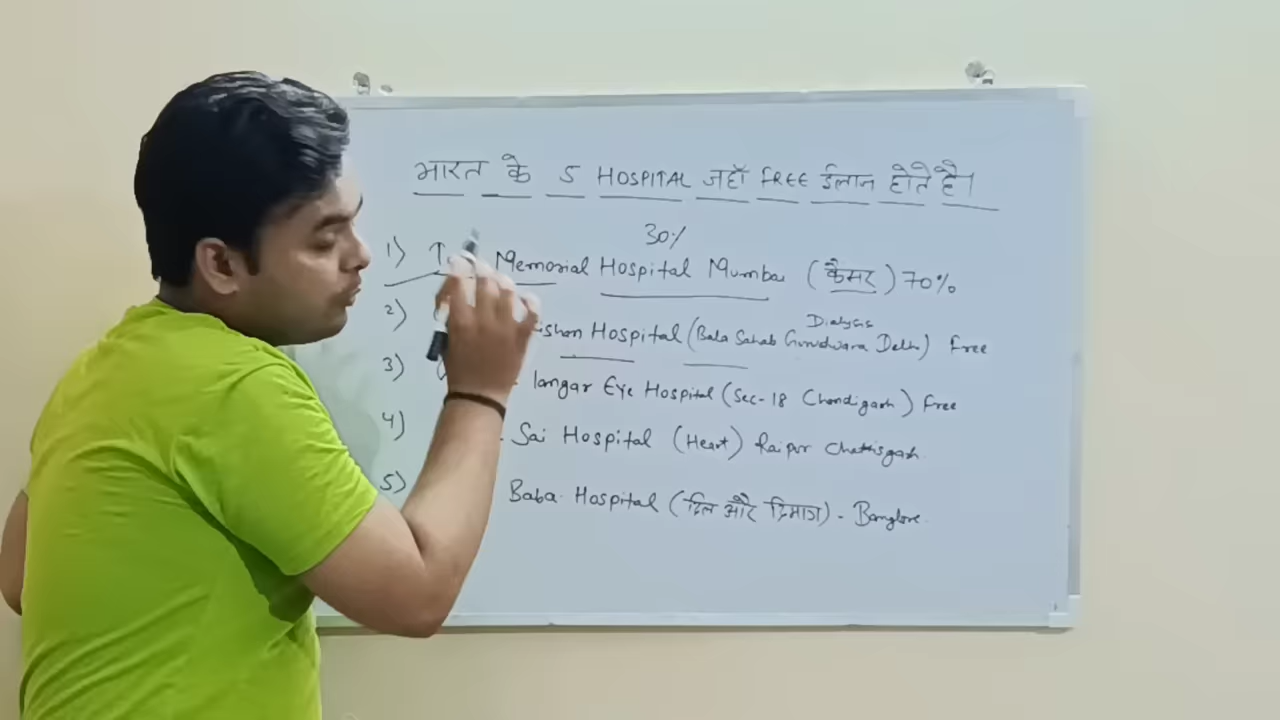 भारत के 5 HOSPITAL जहाँ FREE ईलाज होते है।
30%
1) Memorial Hospital Mumbai (कैंसर) 70%
Dialysis
2) ishan Hospital (Bala Sahab Gurudwara Delhi) Free
3) langar Eye Hospital (Sec-18 Chandigarh) Free
4) Sai Hospital (Heart) Raipur Chattisgarh.
5) Baba Hospital (दिल और दिमाग) - Banglore.